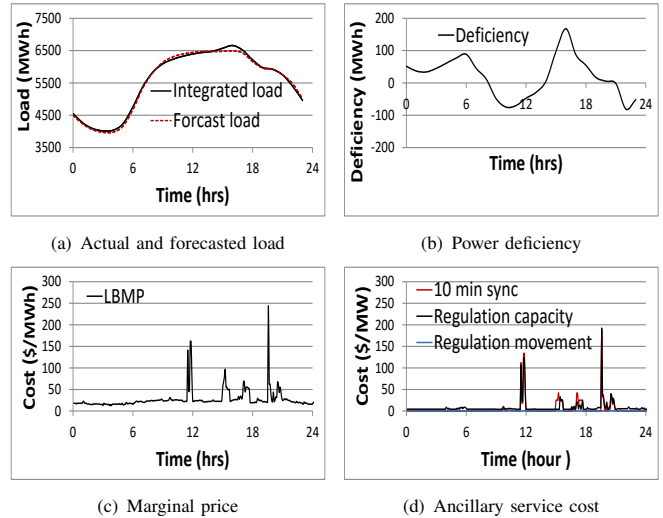 7500
6500
5500
4500
3500
Load (MWh)
Integrated load
Forcast load
0 6 12 18 24
Time (hrs)
(a) Actual and forecasted load
200
100
0
-100
-200
Deficiency (MWh)
Deficiency
0 6 12 18 24
Time (hrs)
(b) Power deficiency
300
250
200
150
100
50
0
Cost ($/MWh)
LBMP
0 6 12 18 24
Time (hrs)
(c) Marginal price
300
250
200
150
100
50
0
Cost ($/MW)
10 min sync
Regulation capacity
Regulation movement
0 6 12 18 24
Time (hour )
(d) Ancillary service cost